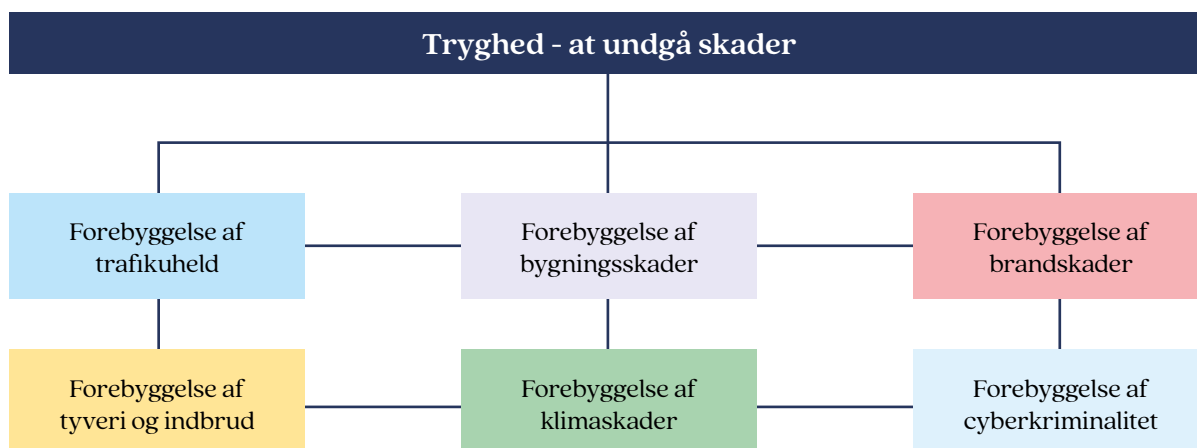 Tryghed - at undgå skader
Forebyggelse af
trafikuheld
Forebyggelse af
bygningsskader
Forebyggelse af
brandskader
Forebyggelse af
tyveri og indbrud
Forebyggelse af
klimaskader
Forebyggelse af
cyberkriminalitet